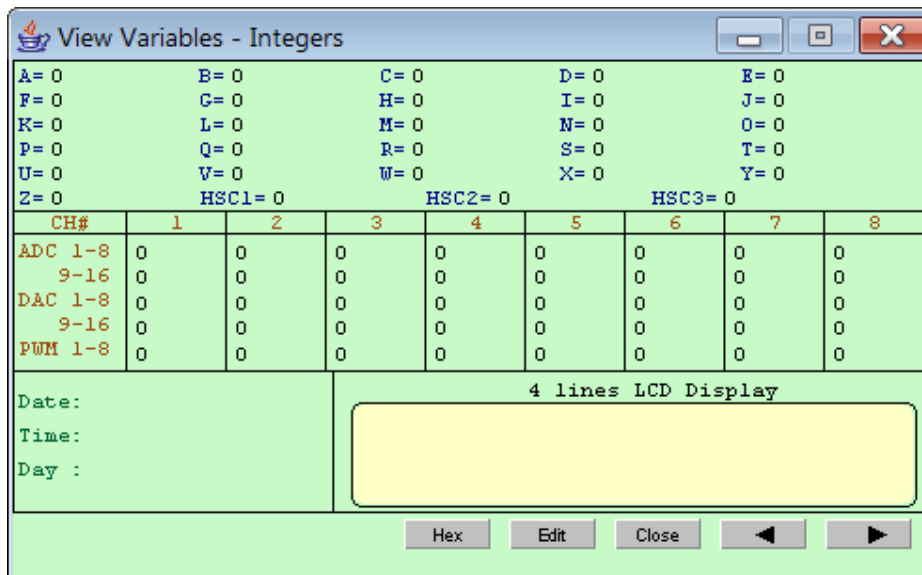 View Variables - Integers
A= 0 B= 0 C= 0 D= 0 E= 0
F= 0 G= 0 H= 0 I= 0 J= 0
K= 0 L= 0 M= 0 N= 0 O= 0
P= 0 Q= 0 R= 0 S= 0 T= 0
U= 0 V= 0 W= 0 X= 0 Y= 0
Z= 0 HSC1= 0 HSC2= 0 HSC3= 0
CH# 1 2 3 4 5 6 7 8
ADC 1-8 0 0 0 0 0 0 0 0
9-16 0 0 0 0 0 0 0 0
DAC 1-8 0 0 0 0 0 0 0 0
9-16 0 0 0 0 0 0 0 0
PWM 1-8 0 0 0 0 0 0 0 0
4 lines LCD Display
Date:
Time:
Day :
Hex Edit Close